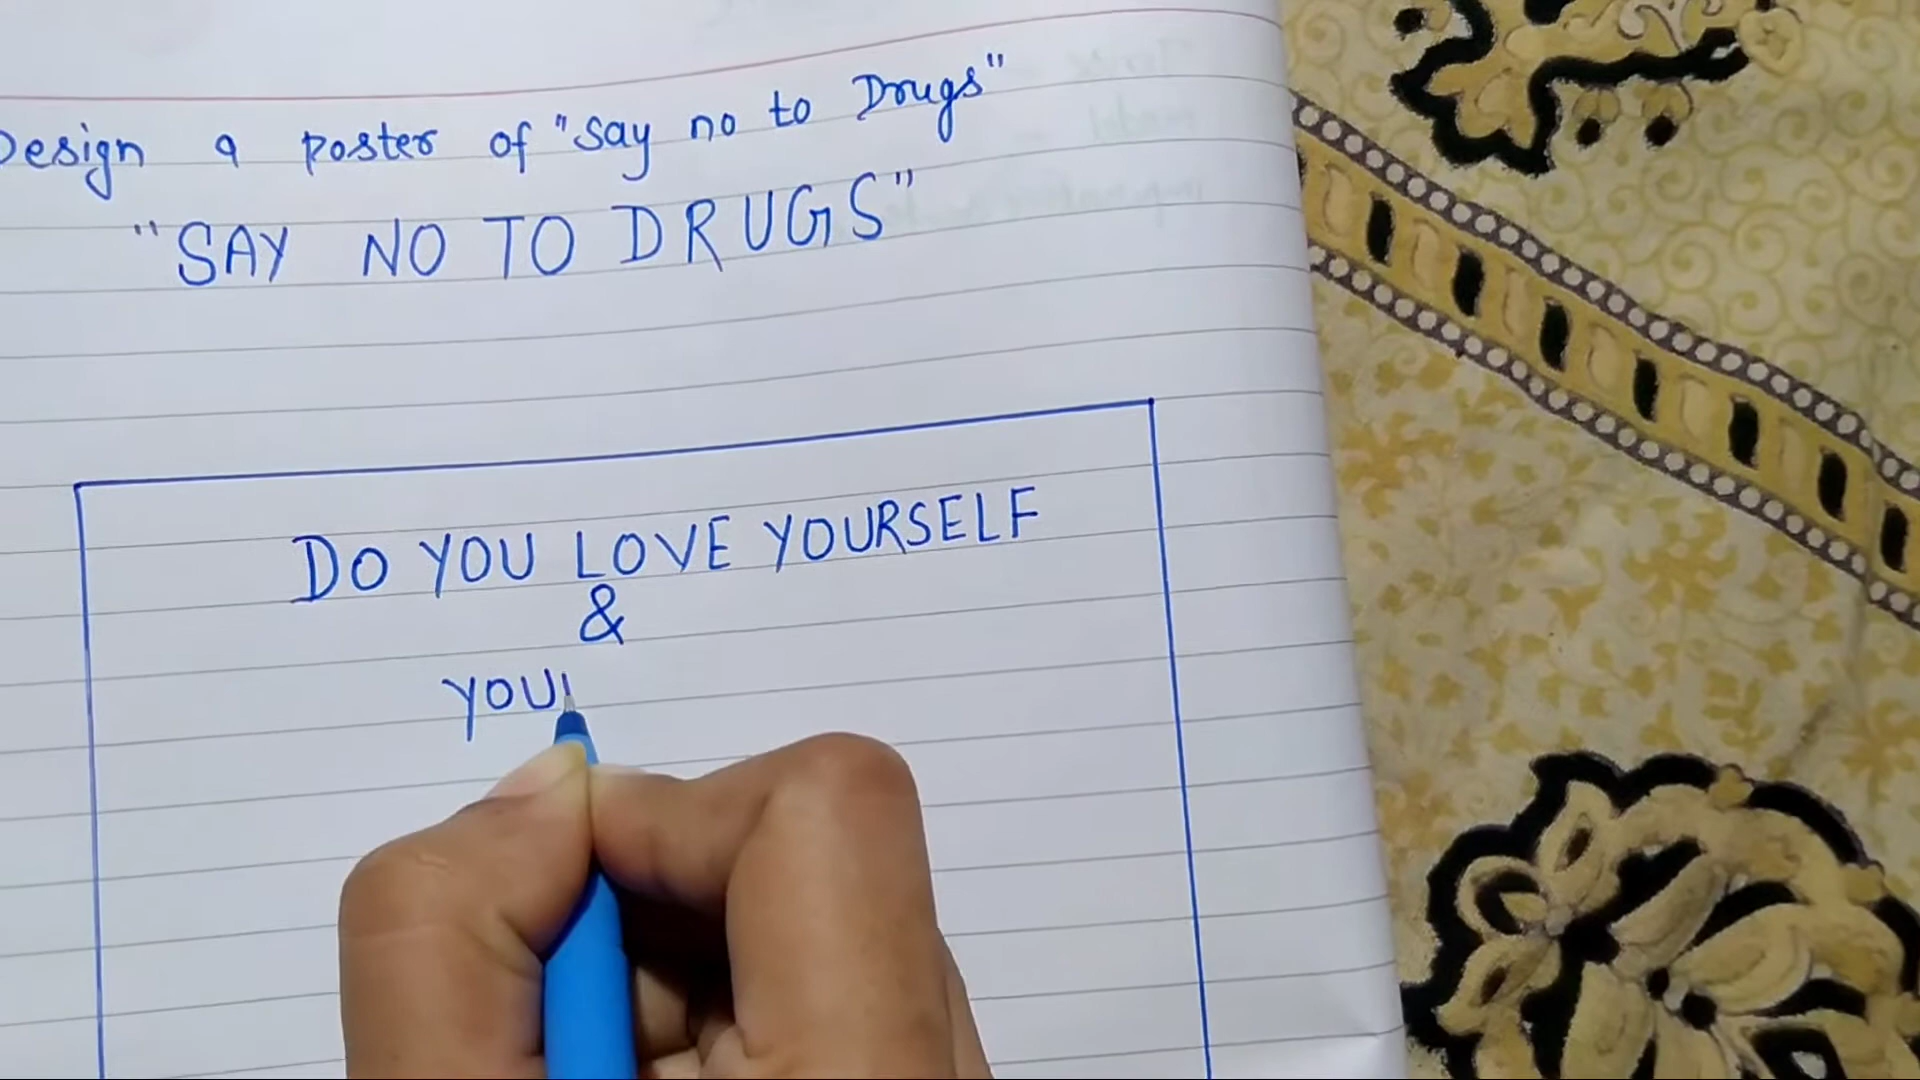 Design a poster of "say no to Drugs"
"SAY NO TO DRUGS"
DO YOU LOVE YOURSELF
&
YOU